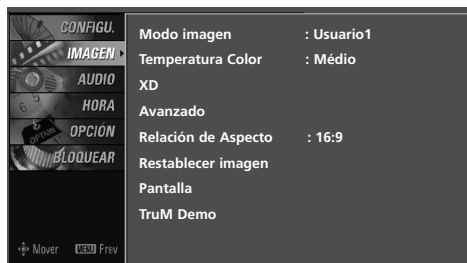 CONFIGU.
IMAGEN
AUDIO
HORA
OPCIÓN
BLOQUEAR
Mover MENU Prev
Modo imagen : Usuario1
Temperatura Color : Médio
XD
Avanzado
Relación de Aspecto : 16:9
Restablecer imagen
Pantalla
TruM Demo